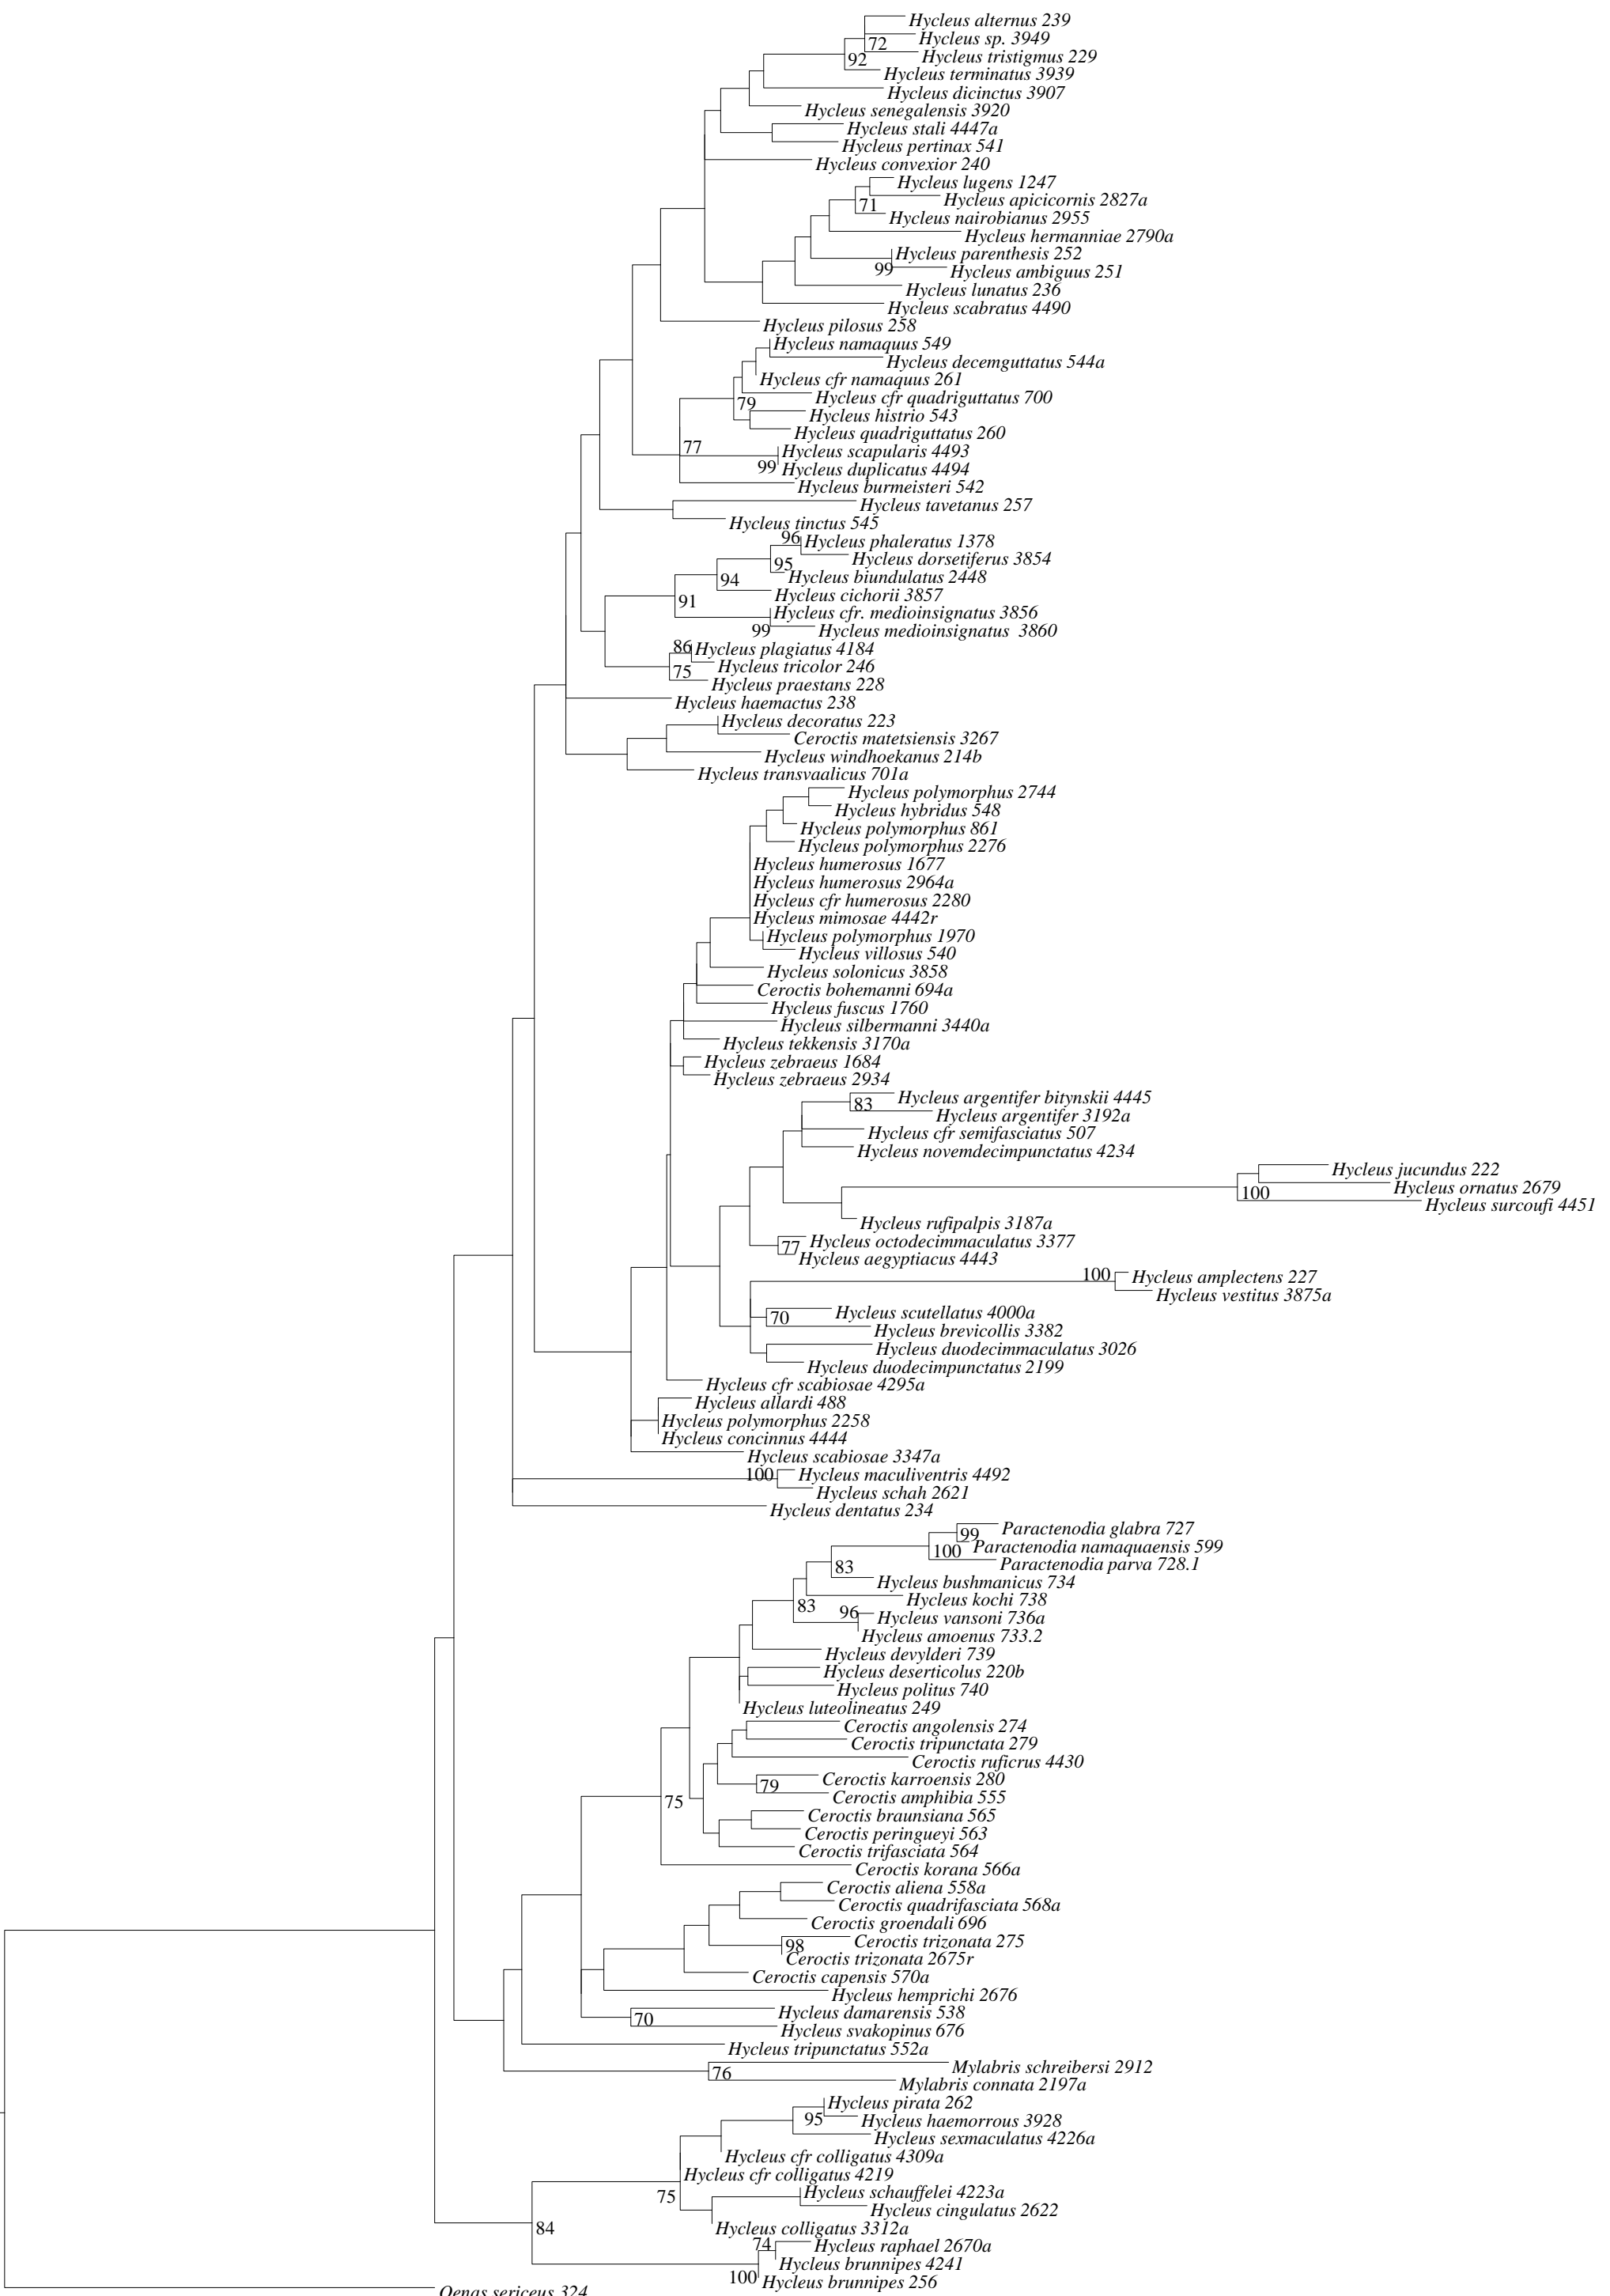 Hycleus alternus 239
Hycleus sp. 3949
72
Hycleus tristigmus 229
92
Hycleus terminatus 3939
Hycleus dicinctus 3907
Hycleus senegalensis 3920
Hycleus stali 4447a
Hycleus pertinax 541
Hycleus convexior 240
Hycleus lugens 1247
Hycleus apicicornis 2827a
71
Hycleus nairobianus 2955
Hycleus hermanniae 2790a
Hycleus parenthesis 252
99
Hycleus ambiguus 251
Hycleus lunatus 236
Hycleus scabratus 4490
Hycleus pilosus 258
Hycleus namaquus 549
Hycleus decemguttatus 544a
Hycleus cfr namaquus 261
Hycleus cfr quadriguttatus 700
79
Hycleus histrio 543
Hycleus quadriguttatus 260
77
Hycleus scapularis 4493
99
Hycleus duplicatus 4494
Hycleus burmeisteri 542
Hycleus tavetanus 257
Hycleus tinctus 545
96
Hycleus phaleratus 1378
Hycleus dorsetiferus 3854
95
Hycleus biundulatus 2448
94
Hycleus cichorii 3857
91
Hycleus cfr. medioinsignatus 3856
99
Hycleus medioinsignatus 3860
86
Hycleus plagiatus 4184
Hycleus tricolor 246
75
Hycleus praestans 228
Hycleus haemactus 238
Hycleus decoratus 223
Ceroctis matetsiensis 3267
Hycleus windhoekanus 214b
Hycleus transvaalicus 701a
Hycleus polymorphus 2744
Hycleus hybridus 548
Hycleus polymorphus 861
Hycleus polymorphus 2276
Hycleus humerosus 1677
Hycleus humerosus 2964a
Hycleus cfr humerosus 2280
Hycleus mimosae 4442r
Hycleus polymorphus 1970
Hycleus villosus 540
Hycleus solonicus 3858
Ceroctis bohemanni 694a
Hycleus fuscus 1760
Hycleus silbermanni 3440a
Hycleus tekkensis 3170a
Hycleus zebraeus 1684
Hycleus zebraeus 2934
Hycleus argentifer bitynskii 4445
83
Hycleus argentifer 3192a
Hycleus cfr semifasciatus 507
Hycleus novemdecimpunctatus 4234
Hycleus jucundus 222
Hycleus ornatus 2679
100
Hycleus surcoufi 4451
Hycleus rufipalpis 3187a
Hycleus octodecimmaculatus 3377
77
Hycleus aegyptiacus 4443
100
Hycleus amplectens 227
Hycleus vestitus 3875a
Hycleus scutellatus 4000a
70
Hycleus brevicollis 3382
Hycleus duodecimmaculatus 3026
Hycleus duodecimpunctatus 2199
Hycleus cfr scabiosae 4295a
Hycleus allardi 488
Hycleus polymorphus 2258
Hycleus concinnus 4444
Hycleus scabiosae 3347a
100
Hycleus maculiventris 4492
Hycleus schah 2621
Hycleus dentatus 234
Paractenodia glabra 727
99
Paractenodia namaquaensis 599
100
Paractenodia parva 728.1
83
Hycleus bushmanicus 734
Hycleus kochi 738
83
96
Hycleus vansoni 736a
Hycleus amoenus 733.2
Hycleus devylderi 739
Hycleus deserticolus 220b
Hycleus politus 740
Hycleus luteolineatus 249
Ceroctis angolensis 274
Ceroctis tripunctata 279
Ceroctis ruficrus 4430
Ceroctis karroensis 280
79
Ceroctis amphibia 555
75
Ceroctis braunsiana 565
Ceroctis peringueyi 563
Ceroctis trifasciata 564
Ceroctis korana 566a
Ceroctis aliena 558a
Ceroctis quadrifasciata 568a
Ceroctis groendali 696
Ceroctis trizonata 275
98
Ceroctis trizonata 2675r
Ceroctis capensis 570a
Hycleus hemprichi 2676
Hycleus damarensis 538
70
Hycleus svakopinus 676
Hycleus tripunctatus 552a
Mylabris schreibersi 2912
76
Mylabris connata 2197a
Hycleus pirata 262
95
Hycleus haemorrous 3928
Hycleus sexmaculatus 4226a
Hycleus cfr colligatus 4309a
Hycleus cfr colligatus 4219
75
Hycleus schauffelei 4223a
Hycleus cingulatus 2622
Hycleus colligatus 3312a
84
74
Hycleus raphael 2670a
Hycleus brunnipes 4241
100
Hycleus brunnipes 256
Oenas sericeus 324